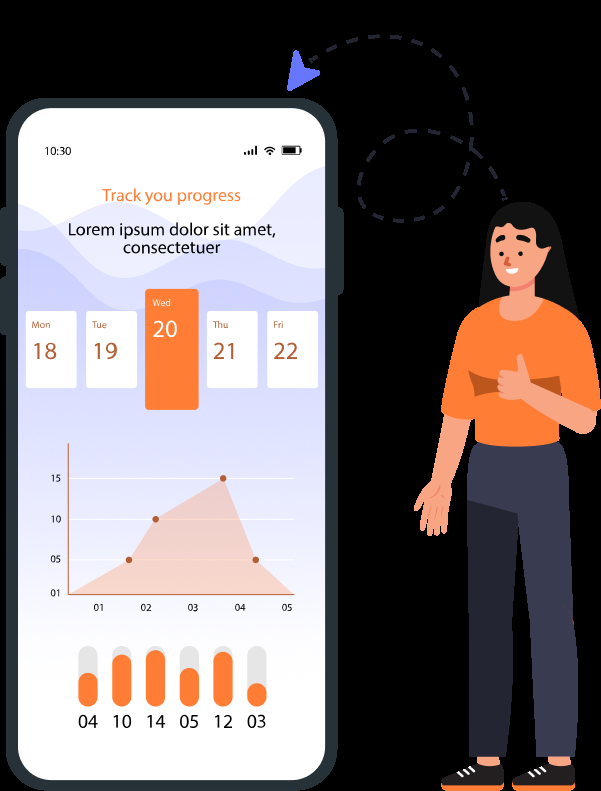 10:30
Track you progress
Lorem ipsum dolor sit amet,
consectetuer
Mon Tue Wed Thu Fri
18 19 20 21 22
15
10
05
01
01 02 03 04 05
04 10 14 05 12 03